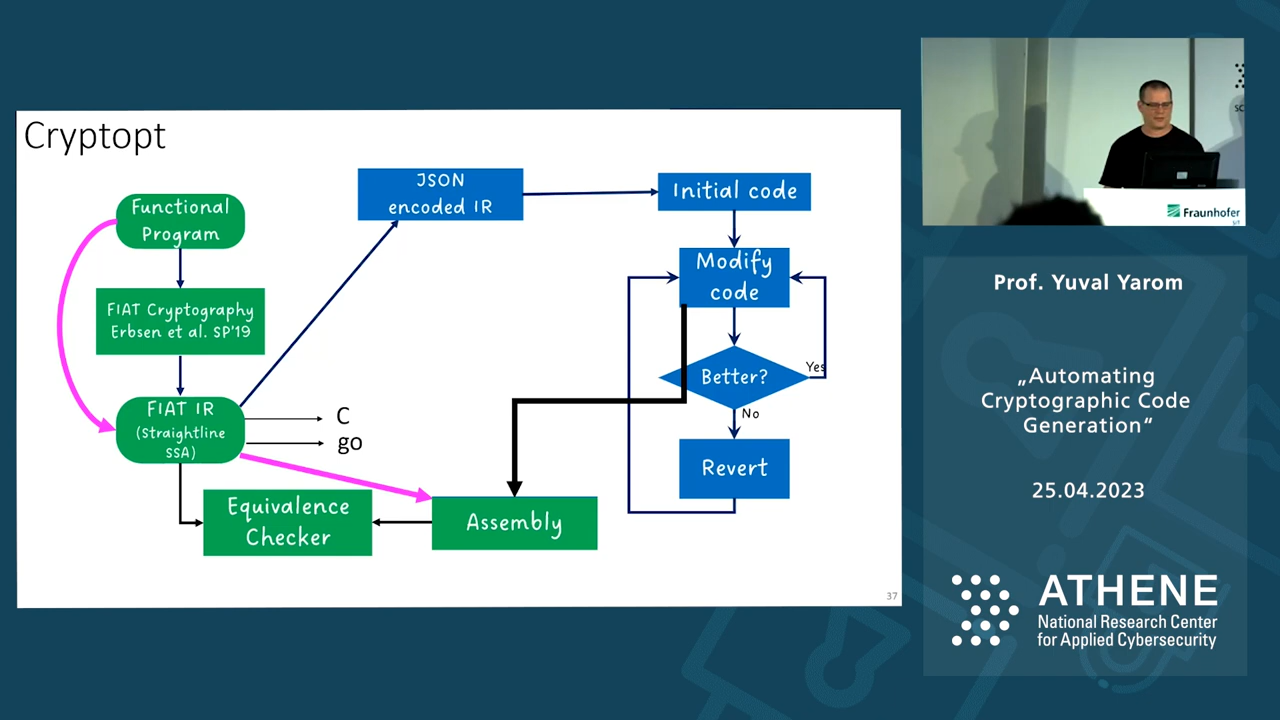 Cryptopt
Functional
Program
FIAT Cryptography
Erbsen et al. SP'19
FIAT IR
(Straightline
SSA)
C
go
Equivalence
Checker
Assembly
JSON
encoded IR
Initial code
Modify
code
Better?
Yes
No
Revert
37
Fraunhofer
Prof. Yuval Yarom
„Automating
Cryptographic Code
Generation“
25.04.2023
ATHENE
National Research Center
for Applied Cybersecurity